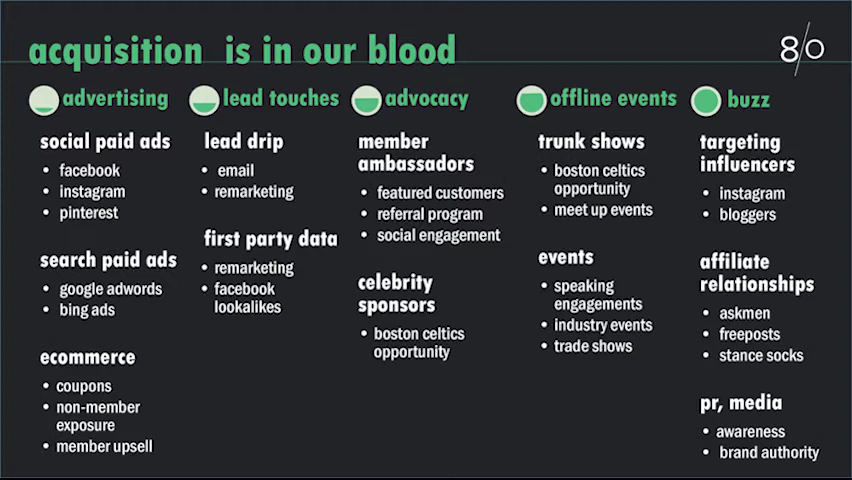 acquisition is in our blood
8/0
advertising
social paid ads
• facebook
• instagram
• pinterest
search paid ads
• google adwords
• bing ads
ecommerce
• coupons
• non-member
exposure
• member upsell
lead touches
lead drip
• email
• remarketing
first party data
• remarketing
• facebook
lookalikes
advocacy
member
ambassadors
• featured customers
• referral program
• social engagement
celebrity
sponsors
• boston celtics
opportunity
offline events
trunk shows
• boston celtics
opportunity
• meet up events
events
• speaking
engagements
• industry events
• trade shows
buzz
targeting
influencers
• instagram
• bloggers
affiliate
relationships
• askmen
• freeposts
• stance socks
pr, media
• awareness
• brand authority